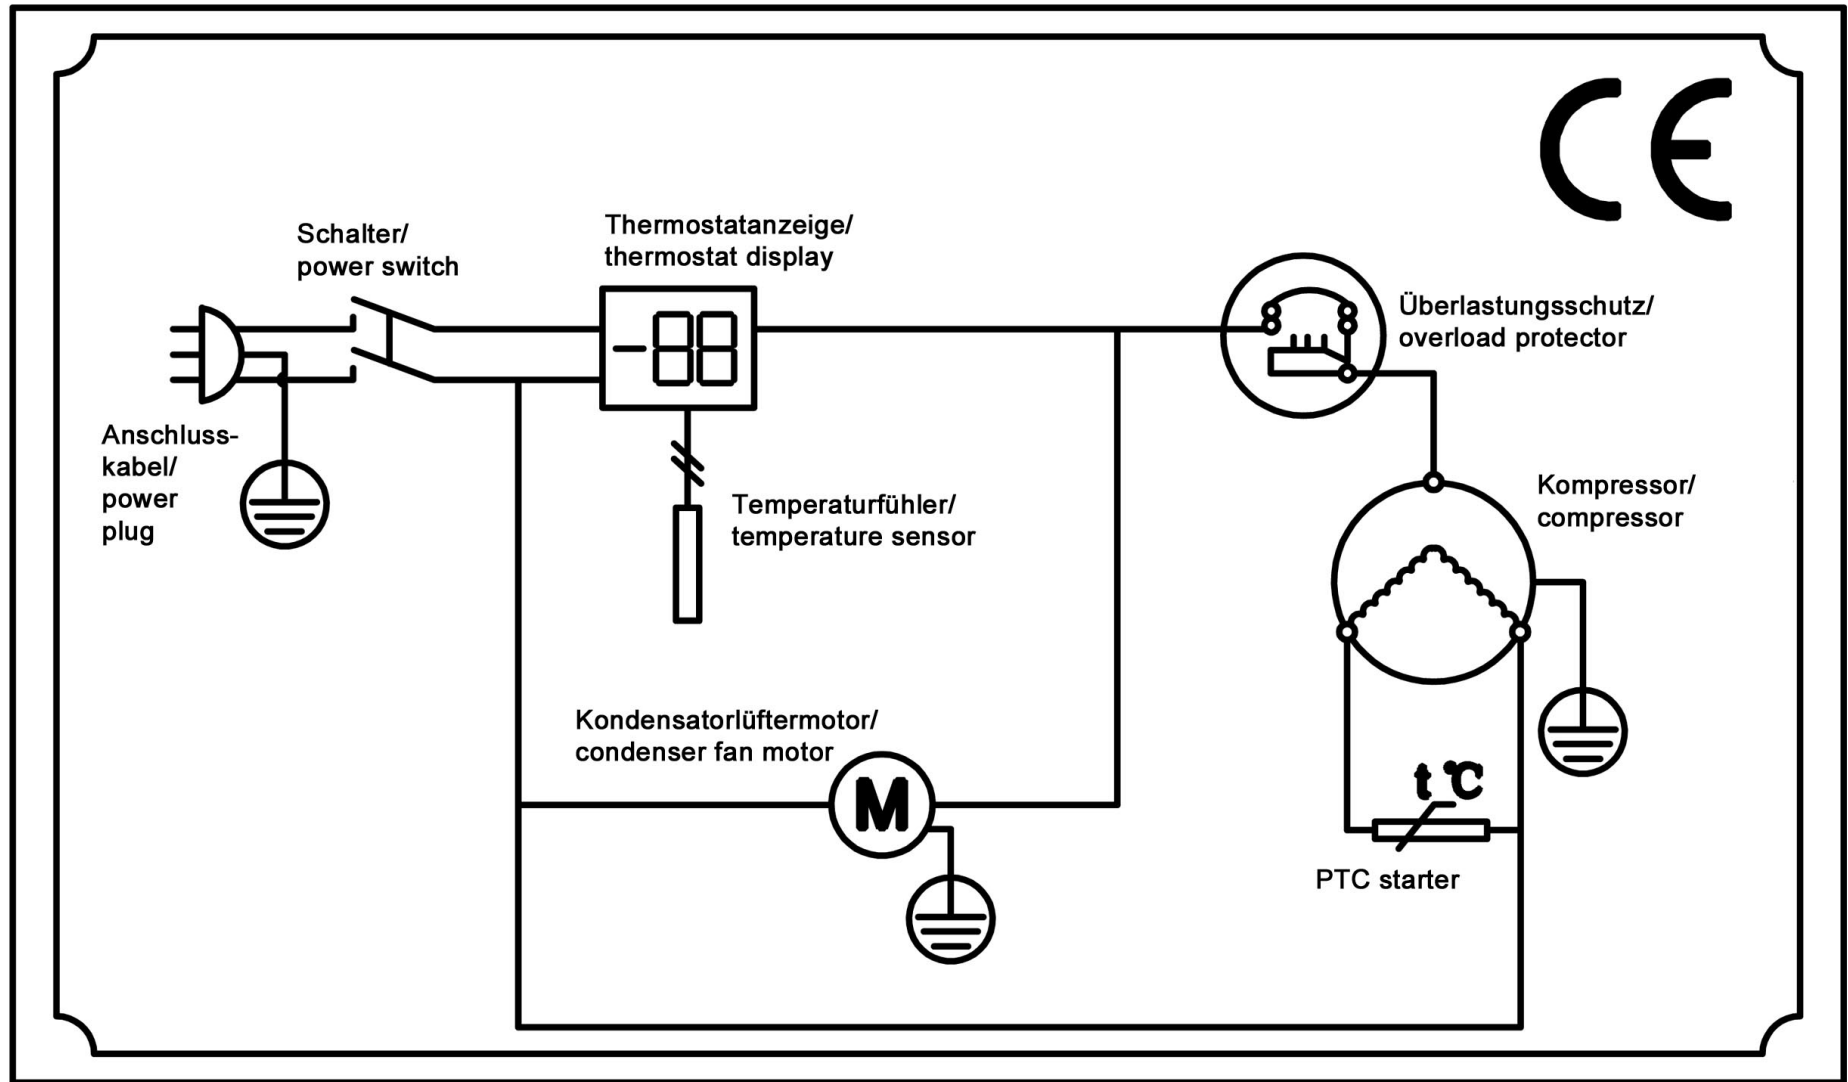 CE
Schalter/
power switch
Thermostatanzeige/
thermostat display
Überlastungsschutz/
overload protector
Anschluss-
kabel/
power
plug
Temperaturfühler/
temperature sensor
Kompressor/
compressor
Kondensatorlüftermotor/
condenser fan motor
M
t °C
PTC starter